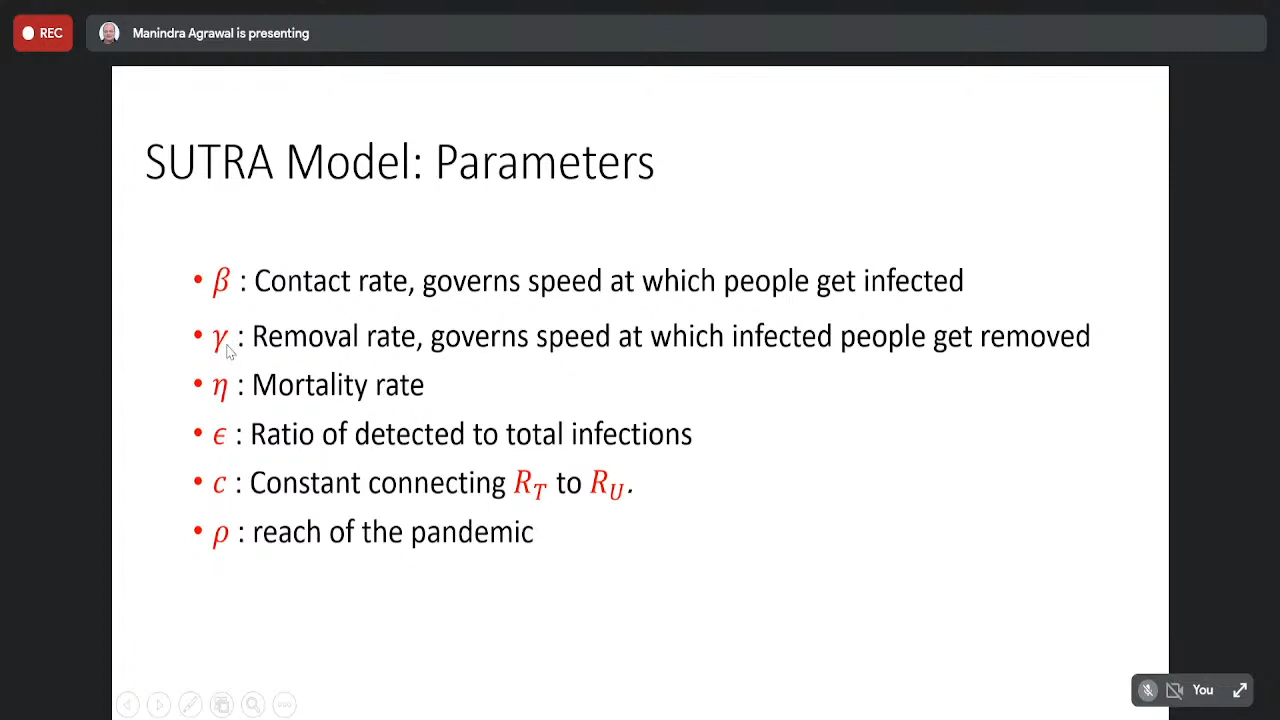 REC
Manindra Agrawal is presenting
SUTRA Model: Parameters
• β : Contact rate, governs speed at which people get infected
• γ : Removal rate, governs speed at which infected people get removed
• η : Mortality rate
• ϵ : Ratio of detected to total infections
• c : Constant connecting R_T to R_U.
• ρ : reach of the pandemic
You